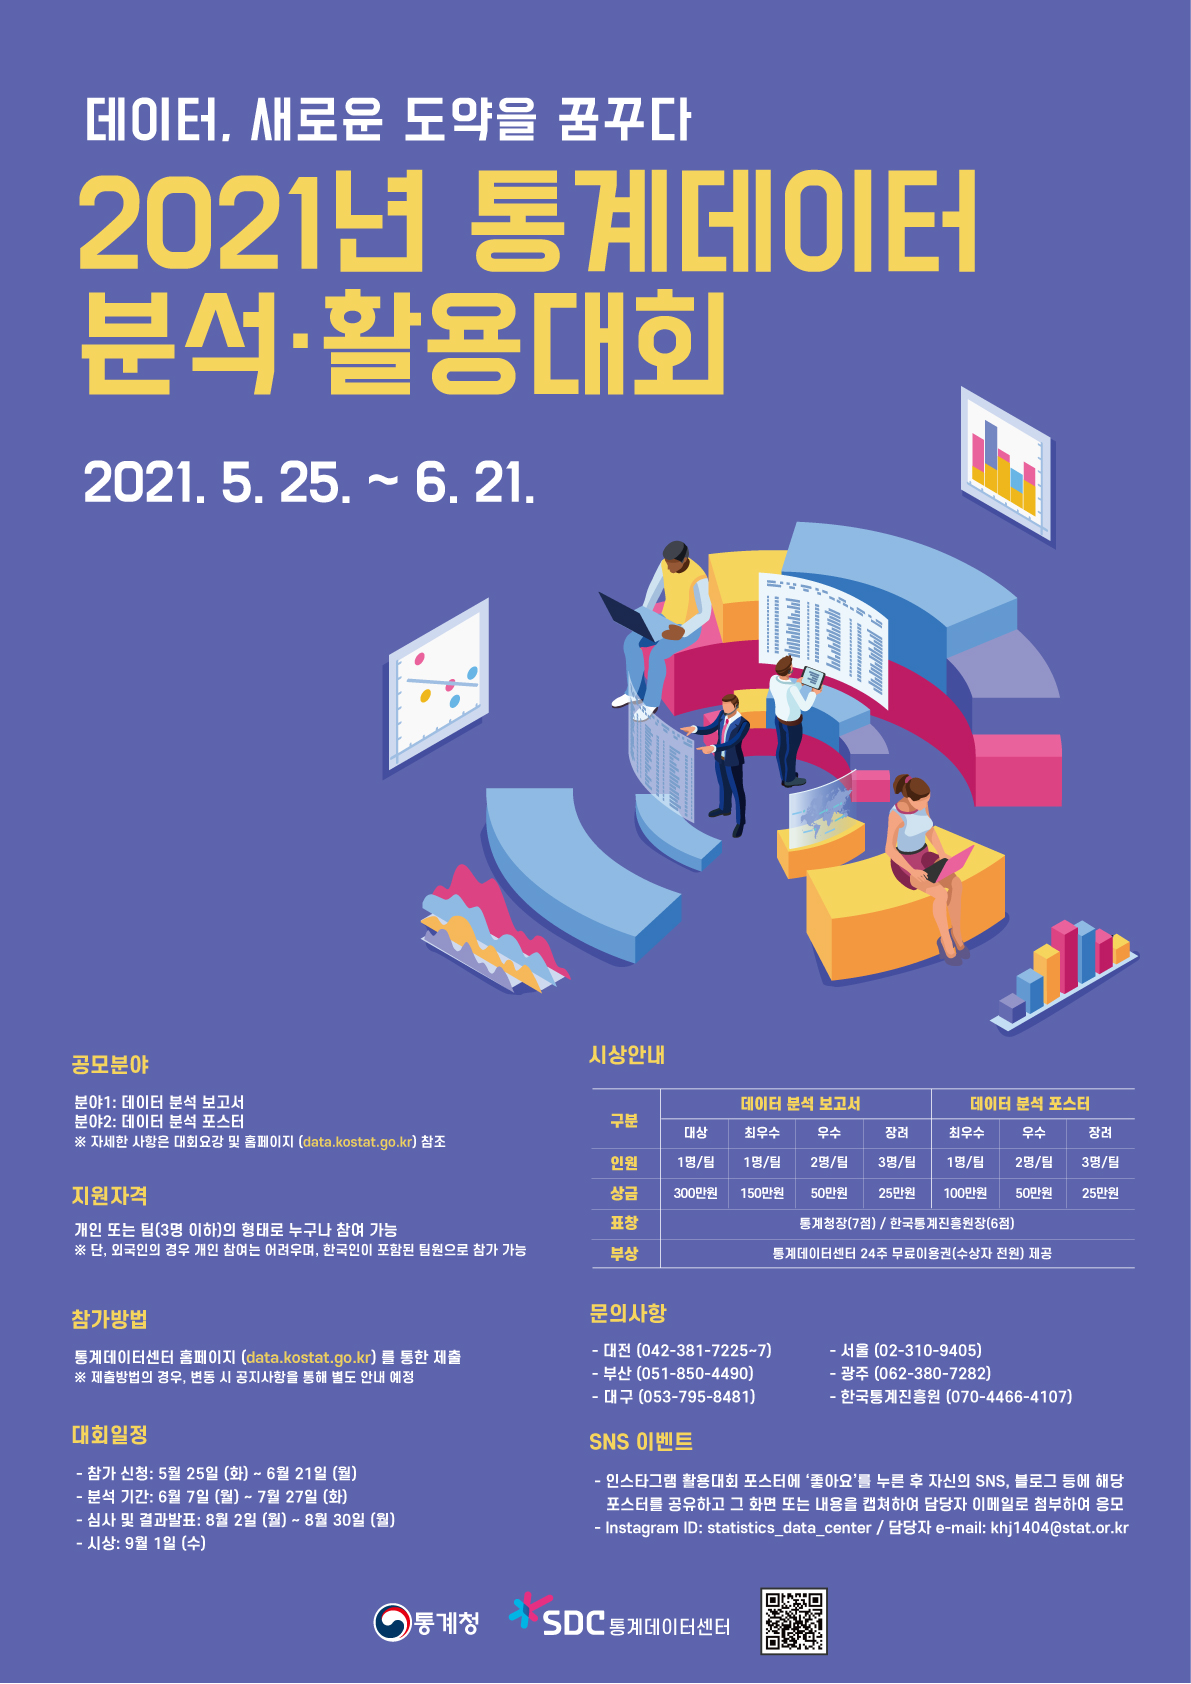 데이터, 새로운 도약을 꿈꾸다
2021년 통계데이터
분석·활용대회
2021. 5. 25. ~ 6. 21.
공모분야
분야1: 데이터 분석 보고서
분야2: 데이터 분석 포스터
※ 자세한 사항은 대회요강 및 홈페이지 (data.kostat.go.kr) 참조
지원자격
개인 또는 팀(3명 이하)의 형태로 누구나 참여 가능
※ 단, 외국인의 경우 개인 참여는 어려우며, 한국인이 포함된 팀원으로 참가 가능
참가방법
통계데이터센터 홈페이지 (data.kostat.go.kr) 를 통한 제출
※ 제출방법의 경우, 변동 시 공지사항을 통해 별도 안내 예정
대회일정
- 참가 신청: 5월 25일 (화) ~ 6월 21일 (월)
- 분석 기간: 6월 7일 (월) ~ 7월 27일 (화)
- 심사 및 결과발표: 8월 2일 (월) ~ 8월 30일 (월)
- 시상: 9월 1일 (수)
시상안내
구분 데이터 분석 보고서 데이터 분석 포스터
대상 최우수 우수 장려 최우수 우수 장려
인원 1명/팀 1명/팀 2명/팀 3명/팀 1명/팀 2명/팀 3명/팀
상금 300만원 150만원 50만원 25만원 100만원 50만원 25만원
표창 통계청장(7점) / 한국통계진흥원장(6점)
부상 통계데이터센터 24주 무료이용권(수상자 전원) 제공
문의사항
- 대전 (042-381-7225~7) - 서울 (02-310-9405)
- 부산 (051-850-4490) - 광주 (062-380-7282)
- 대구 (053-795-8481) - 한국통계진흥원 (070-4466-4107)
SNS 이벤트
- 인스타그램 활용대회 포스터에 ‘좋아요’를 누른 후 자신의 SNS, 블로그 등에 해당
포스터를 공유하고 그 화면 또는 내용을 캡쳐하여 담당자 이메일로 첨부하여 응모
- Instagram ID: statistics_data_center / 담당자 e-mail: khj1404@stat.or.kr
통계청 SDC 통계데이터센터